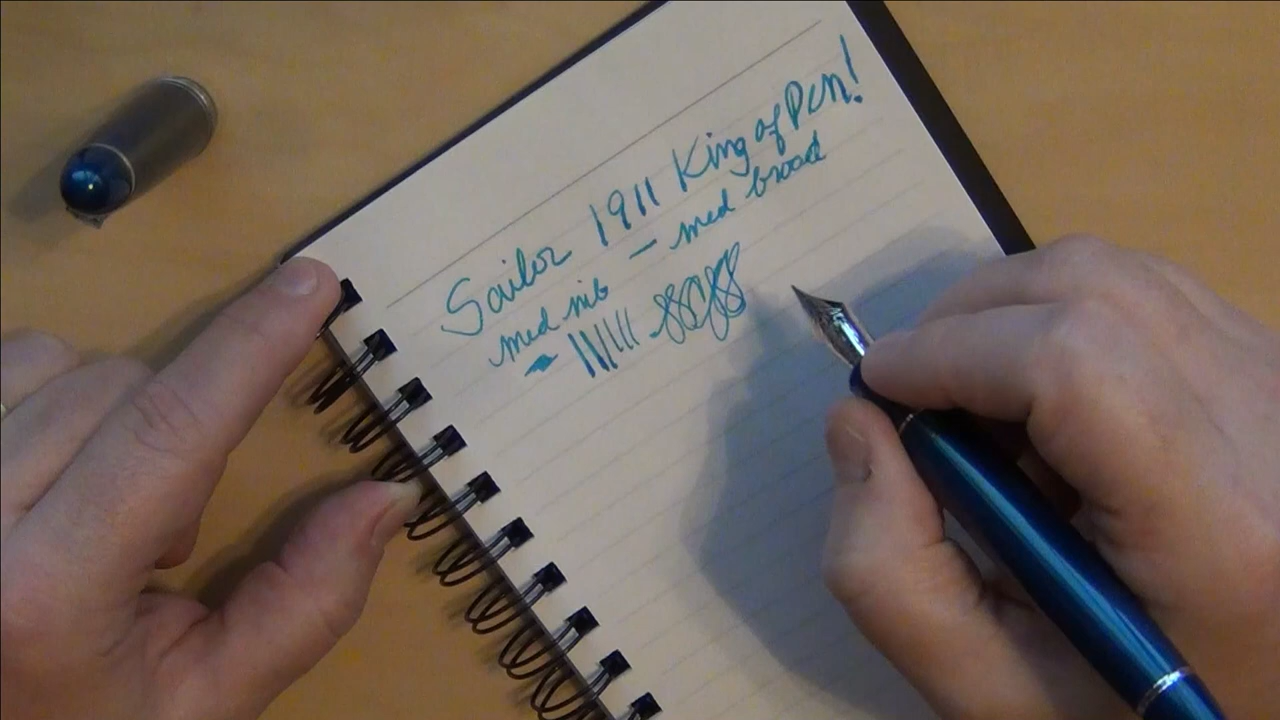 Sailor 1911 King of Pen!
med nib — med broad